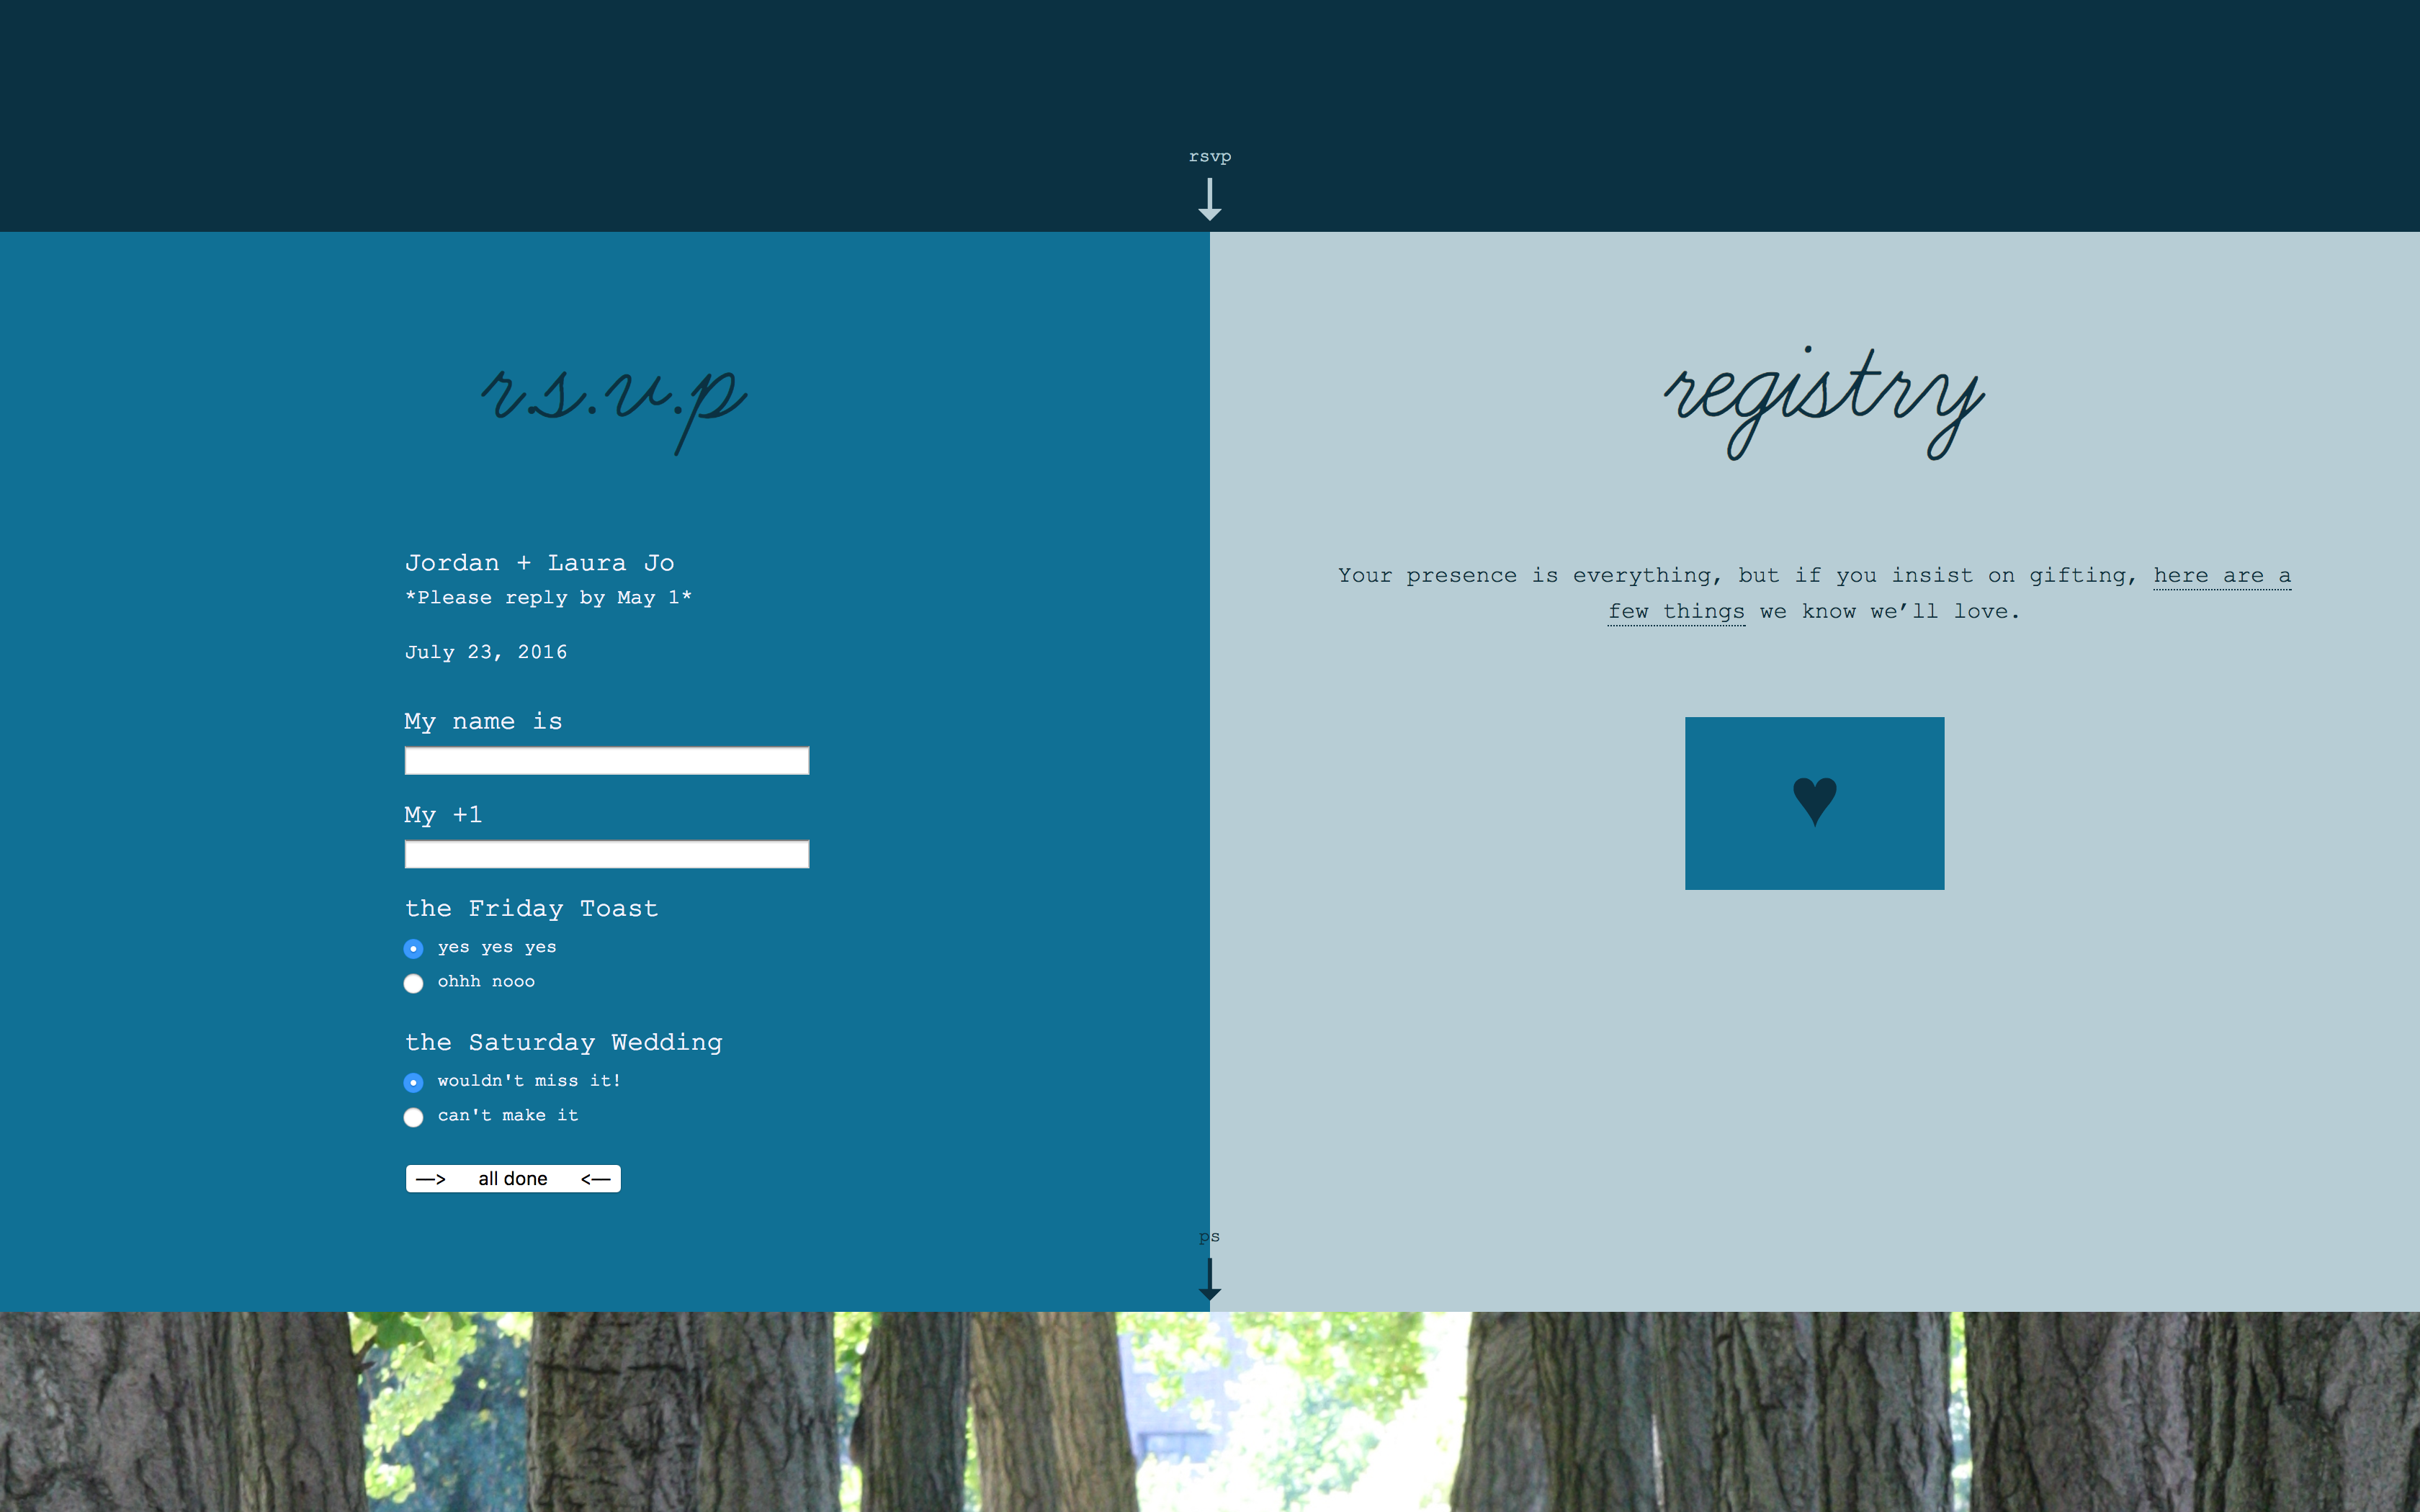 rsvp
r.s.v.p
Jordan + Laura Jo
*Please reply by May 1*
July 23, 2016
My name is
My +1
the Friday Toast
yes yes yes
ohhh nooo
the Saturday Wedding
wouldn't miss it!
can't make it
—> all done <—
registry
Your presence is everything, but if you insist on gifting, here are a
few things we know we’ll love.
ps